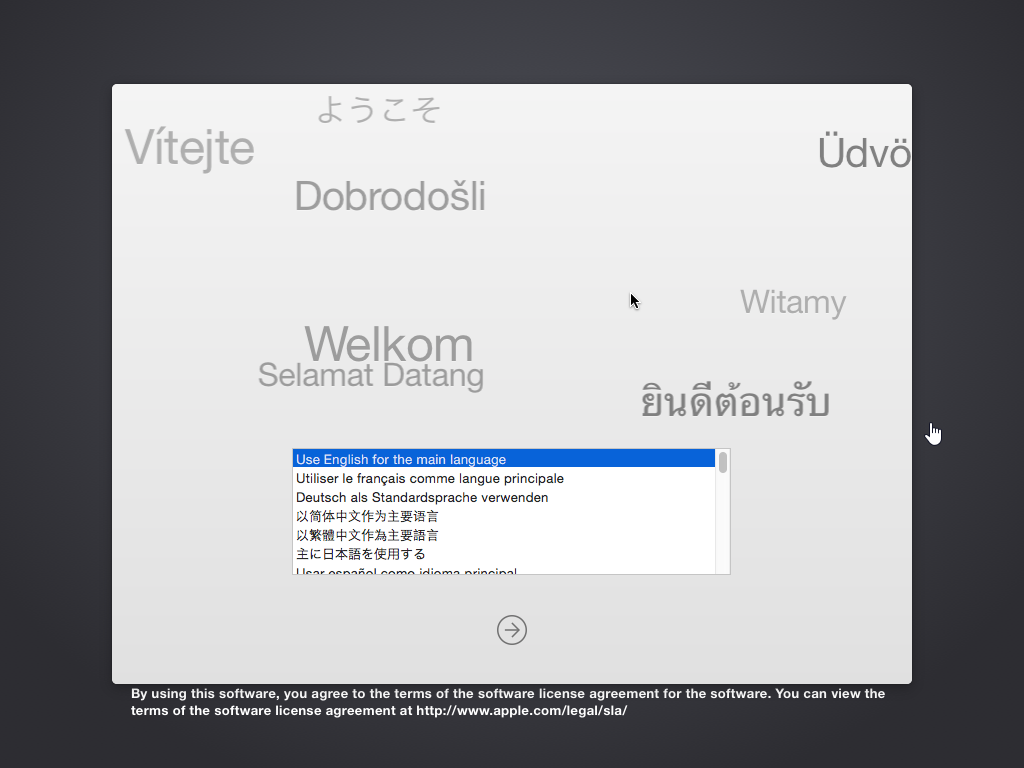 ようこそ
Vítejte
Üdvö
Dobrodošli
Witamy
Welkom
Selamat Datang
ยินดีต้อนรับ
Use English for the main language
Utiliser le français comme langue principale
Deutsch als Standardsprache verwenden
以简体中文作为主要语言
以繁體中文作為主要語言
主に日本語を使用する
Usar español como idioma principal
By using this software, you agree to the terms of the software license agreement for the software. You can view the
terms of the software license agreement at http://www.apple.com/legal/sla/